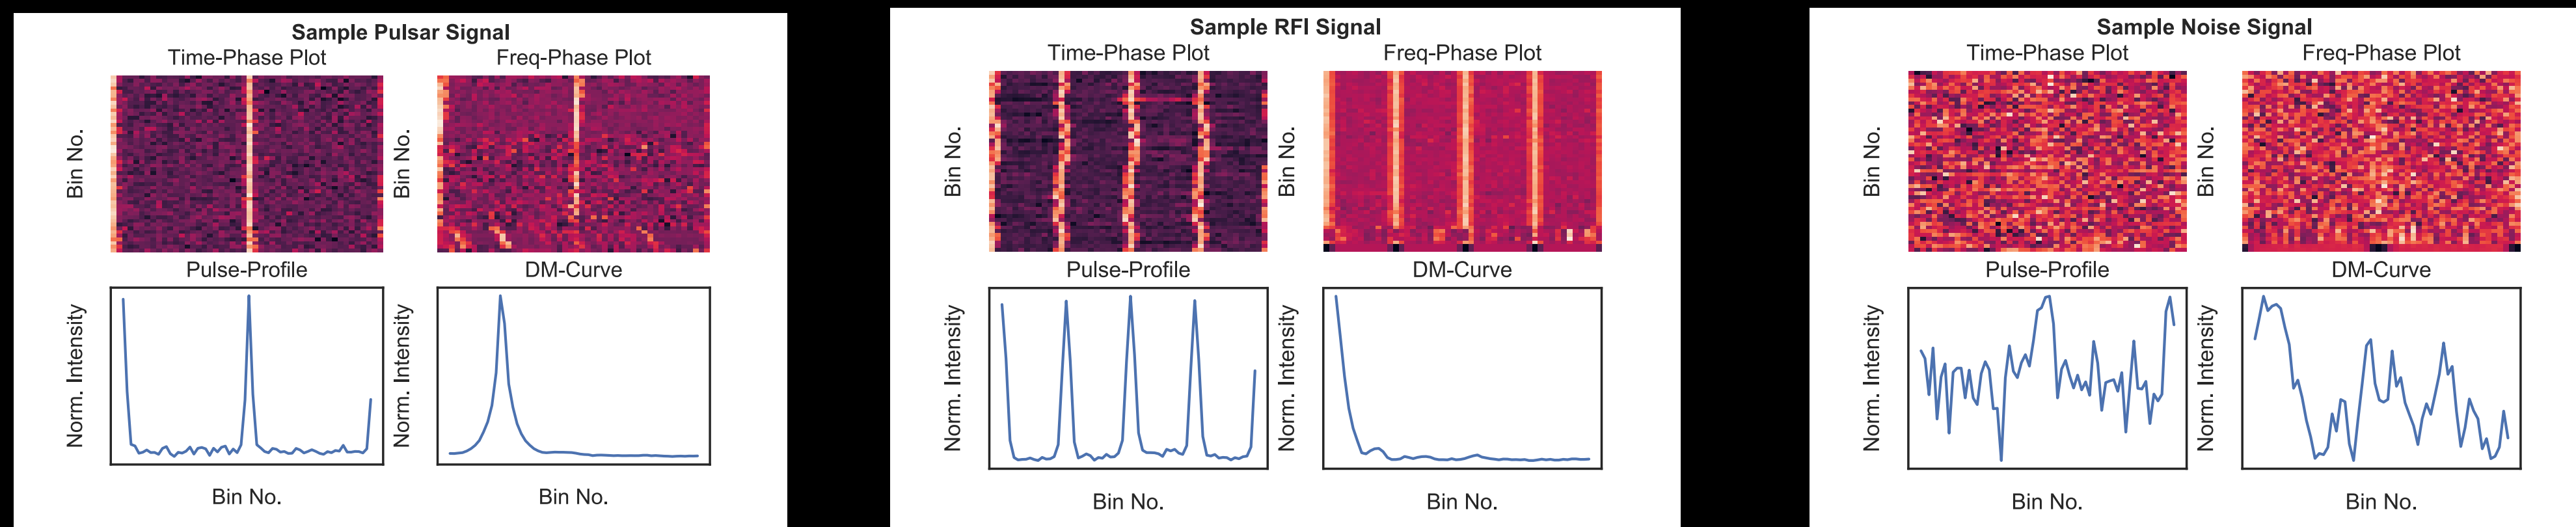 Sample Pulsar Signal
Time-Phase Plot
Freq-Phase Plot
Bin No.
Bin No.
Pulse-Profile
DM-Curve
Norm. Intensity
Norm. Intensity
Bin No.
Bin No.
Sample RFI Signal
Time-Phase Plot
Freq-Phase Plot
Bin No.
Bin No.
Pulse-Profile
DM-Curve
Norm. Intensity
Norm. Intensity
Bin No.
Bin No.
Sample Noise Signal
Time-Phase Plot
Freq-Phase Plot
Bin No.
Bin No.
Pulse-Profile
DM-Curve
Norm. Intensity
Norm. Intensity
Bin No.
Bin No.